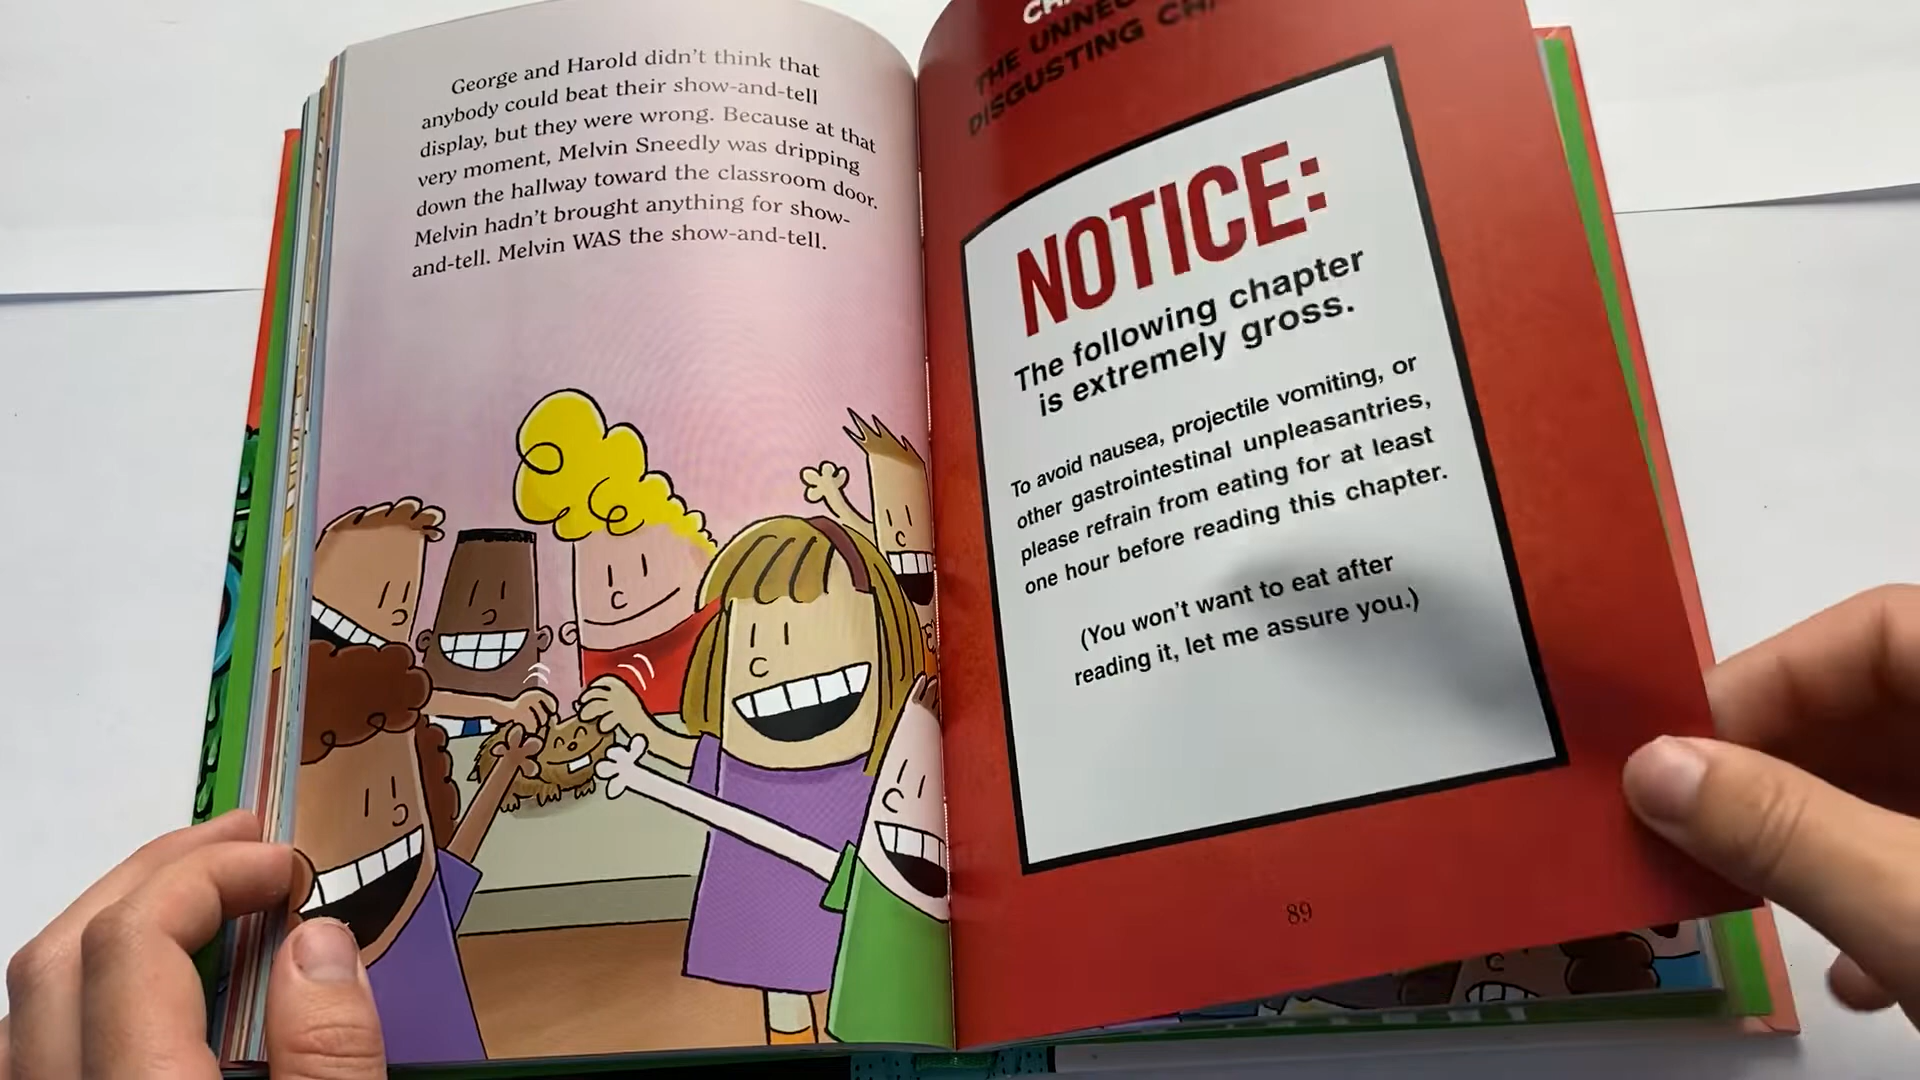 George and Harold didn't think that
anybody could beat their show-and-tell
display, but they were wrong. Because at that
very moment, Melvin Sneedly was dripping
down the hallway toward the classroom door.
Melvin hadn't brought anything for show-
and-tell. Melvin WAS the show-and-tell.
THE
DISGUSTING
NOTICE:
The following chapter
is extremely gross.
To avoid nausea, projectile vomiting, or
other gastrointestinal unpleasantries,
please refrain from eating for at least
one hour before reading this chapter.
(You won't want to eat after
reading it, let me assure you.)
89